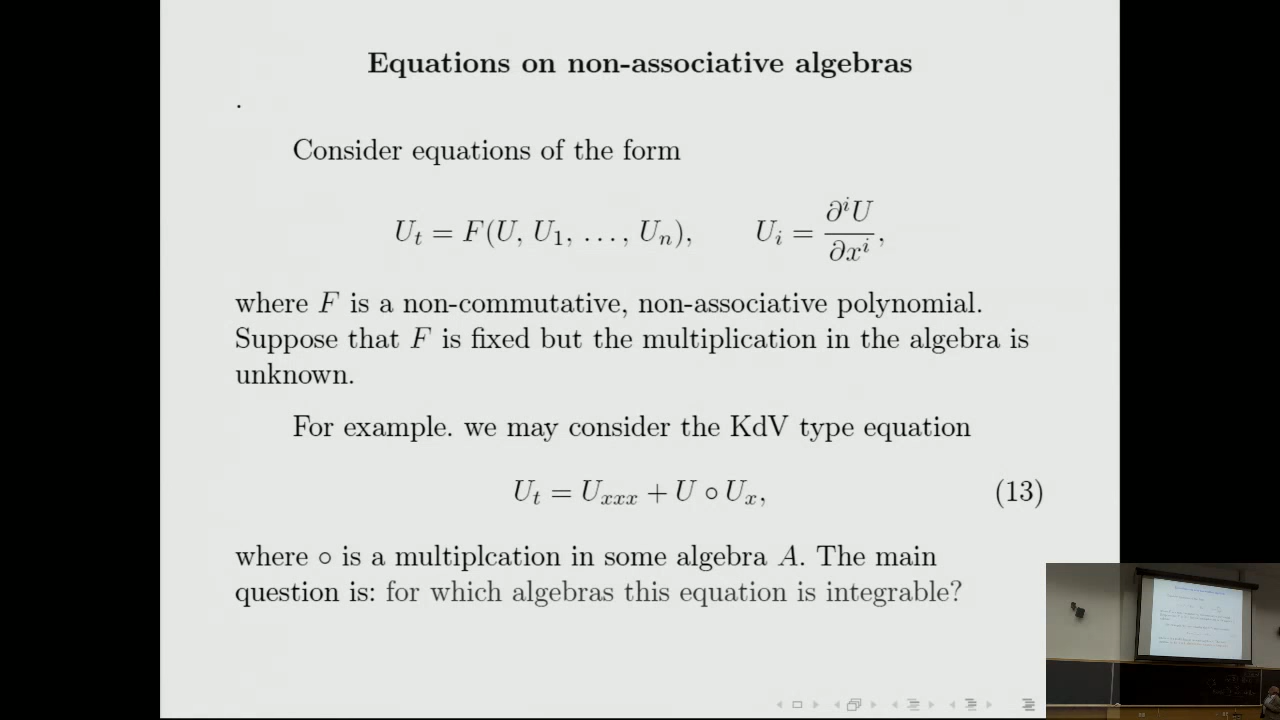 Equations on non-associative algebras
.
Consider equations of the form
U_t = F(U, U_1, ..., U_n), U_i = ∂^i U / ∂x^i,
where F is a non-commutative, non-associative polynomial.
Suppose that F is fixed but the multiplication in the algebra is
unknown.
For example. we may consider the KdV type equation
U_t = U_xxx + U ∘ U_x, (13)
where ∘ is a multiplcation in some algebra A. The main
question is: for which algebras this equation is integrable?